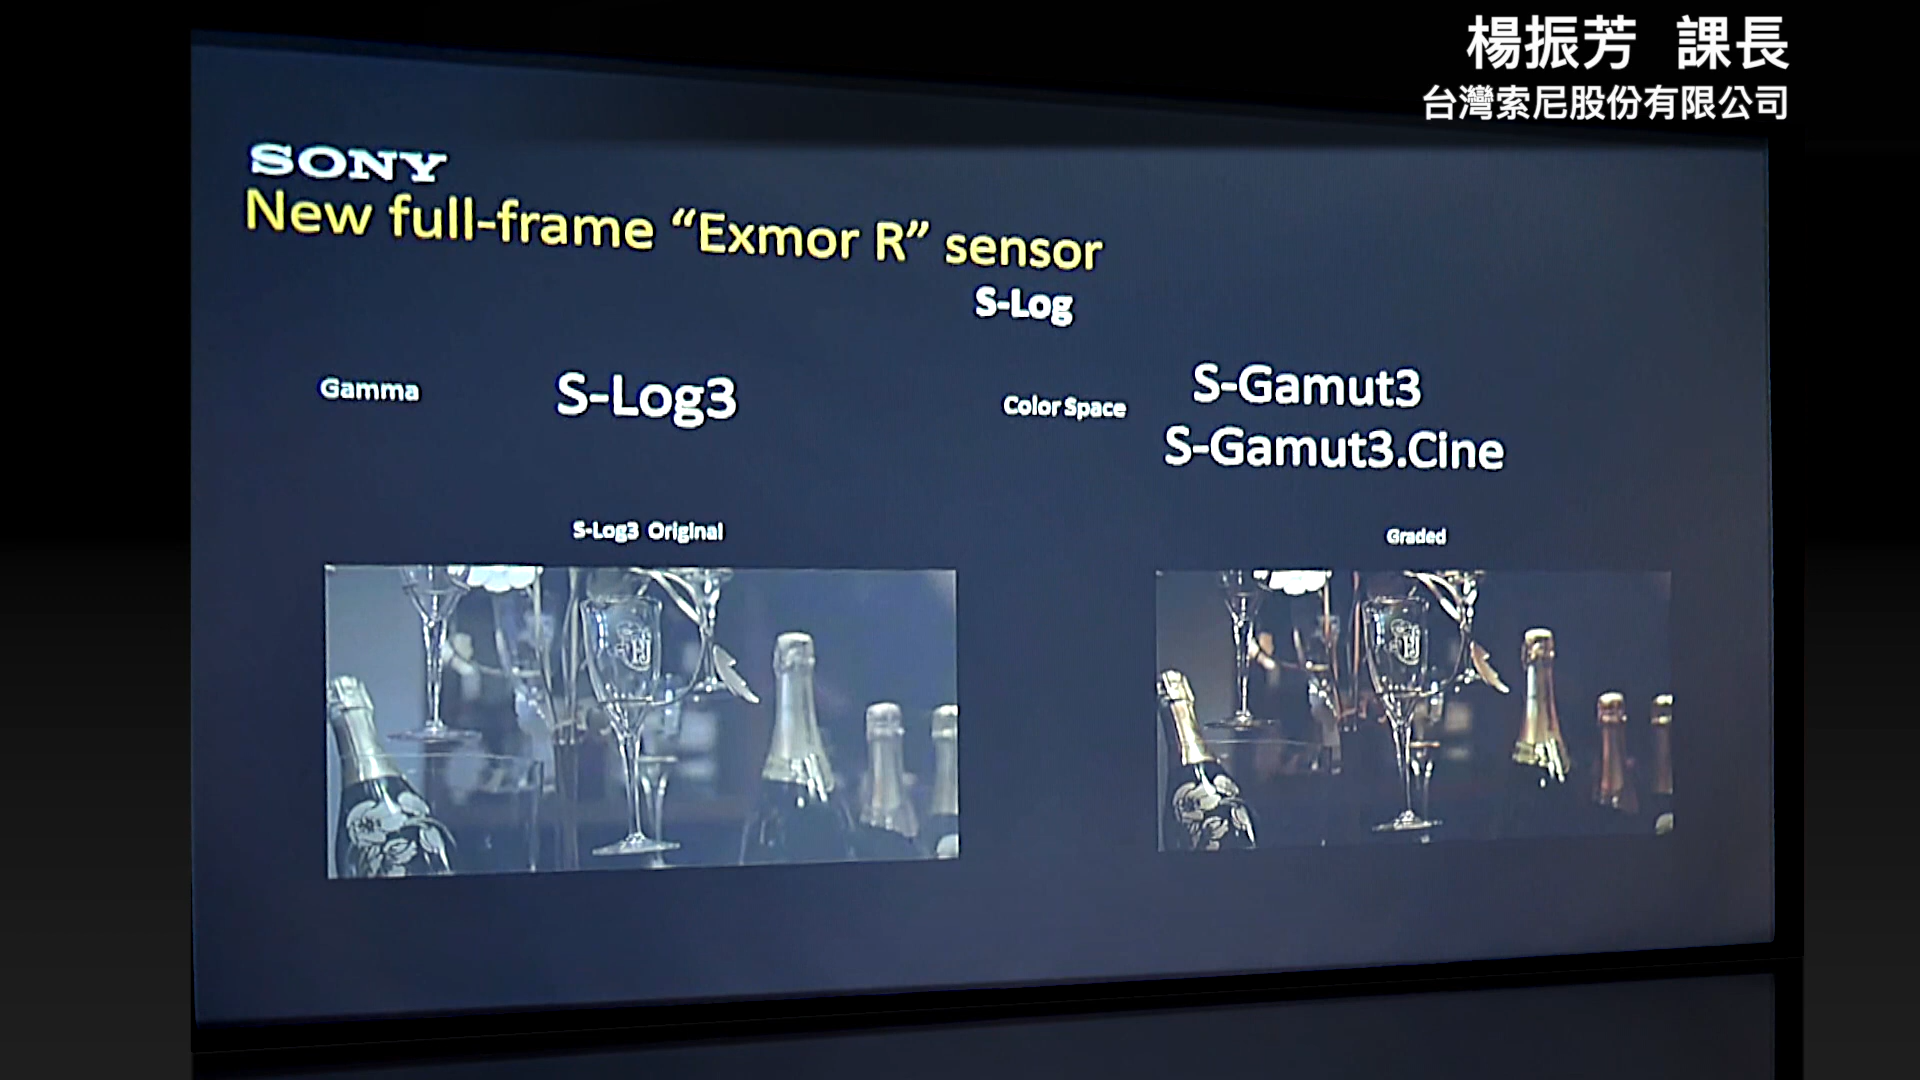 楊振芳 課長
台灣索尼股份有限公司
SONY
New full-frame “Exmor R” sensor
S-Log
Gamma
S-Log3
Color Space
S-Gamut3
S-Gamut3.Cine
S-Log3 Original
Graded